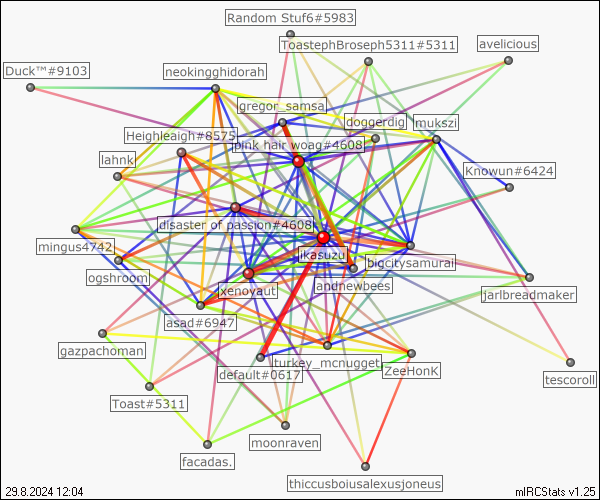 Random Stuf6#5983
ToastephBroseph5311#5311
avelicious
Duck™#9103
neokingghidorah
gregor_samsa
doggerdig
mukszi
Heighleaigh#8575
pink hair woag#4608
lahnk
Knowun#6424
disaster of passion#4608
mingus4742
ikasuzu
bigcitysamurai
ogshroom
xenovaut
andnewbees
jarlbreadmaker
asad#6947
gazpachoman
turkey_mcnugget
default#0617
ZeeHonK
tescoroll
Toast#5311
moonraven
facadas.
thiccusboiusalexusjoneus
29.8.2024 12:04
mIRCStats v1.25